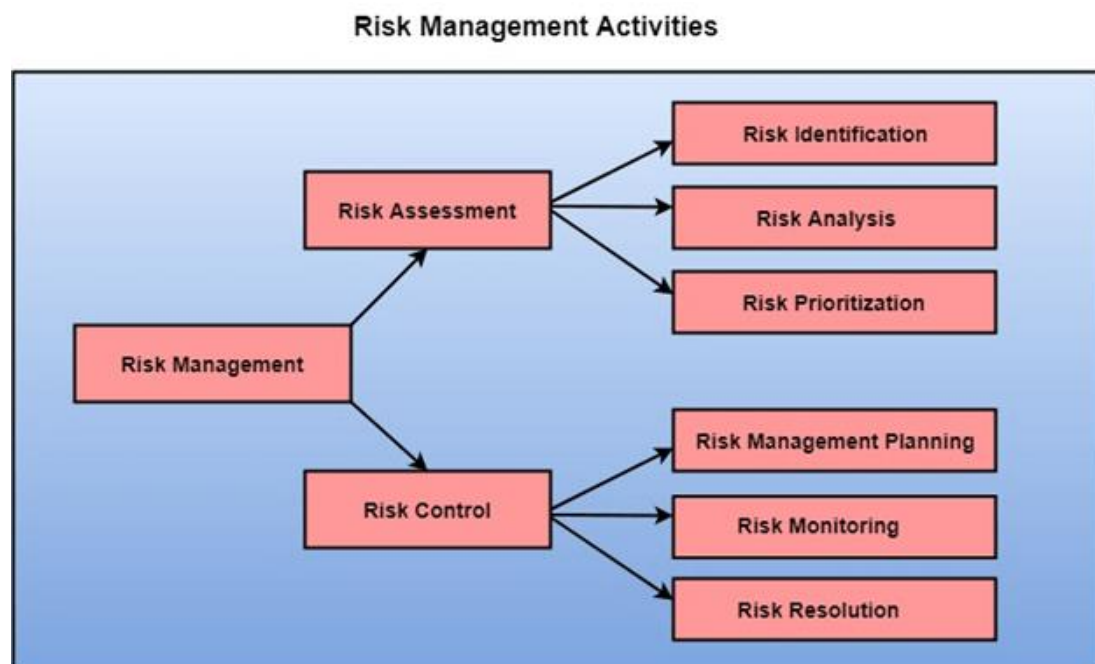 Risk Management Activities
Risk Identification
Risk Assessment
Risk Analysis
Risk Prioritization
Risk Management
Risk Management Planning
Risk Control
Risk Monitoring
Risk Resolution